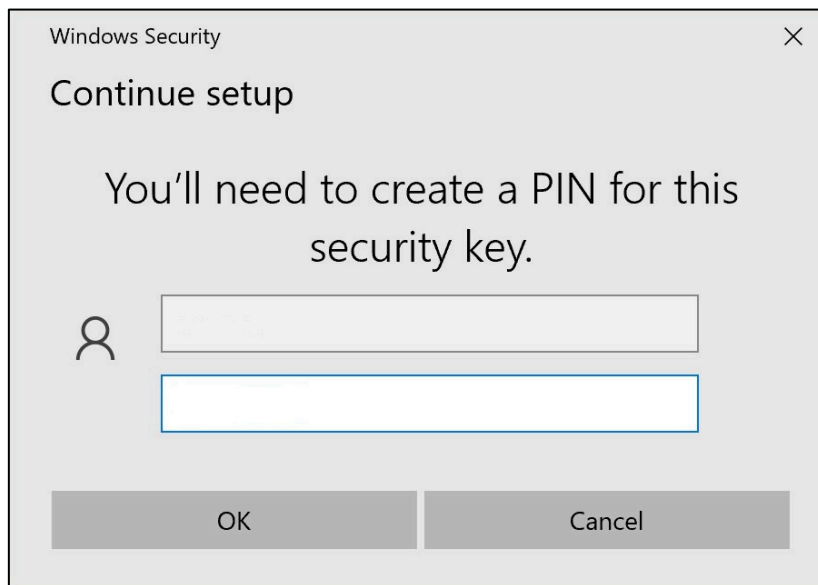 Windows Security
Continue setup
You’ll need to create a PIN for this
security key.
OK
Cancel